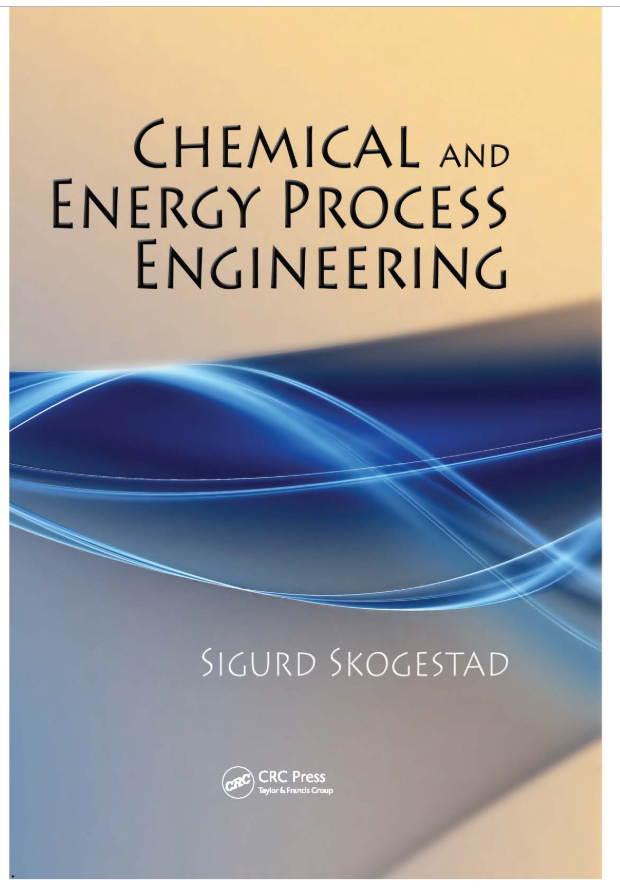 CHEMICAL AND
ENERGY PROCESS
ENGINEERING
SIGURD SKOGESTAD
CRC
CRC Press
Taylor & Francis Group